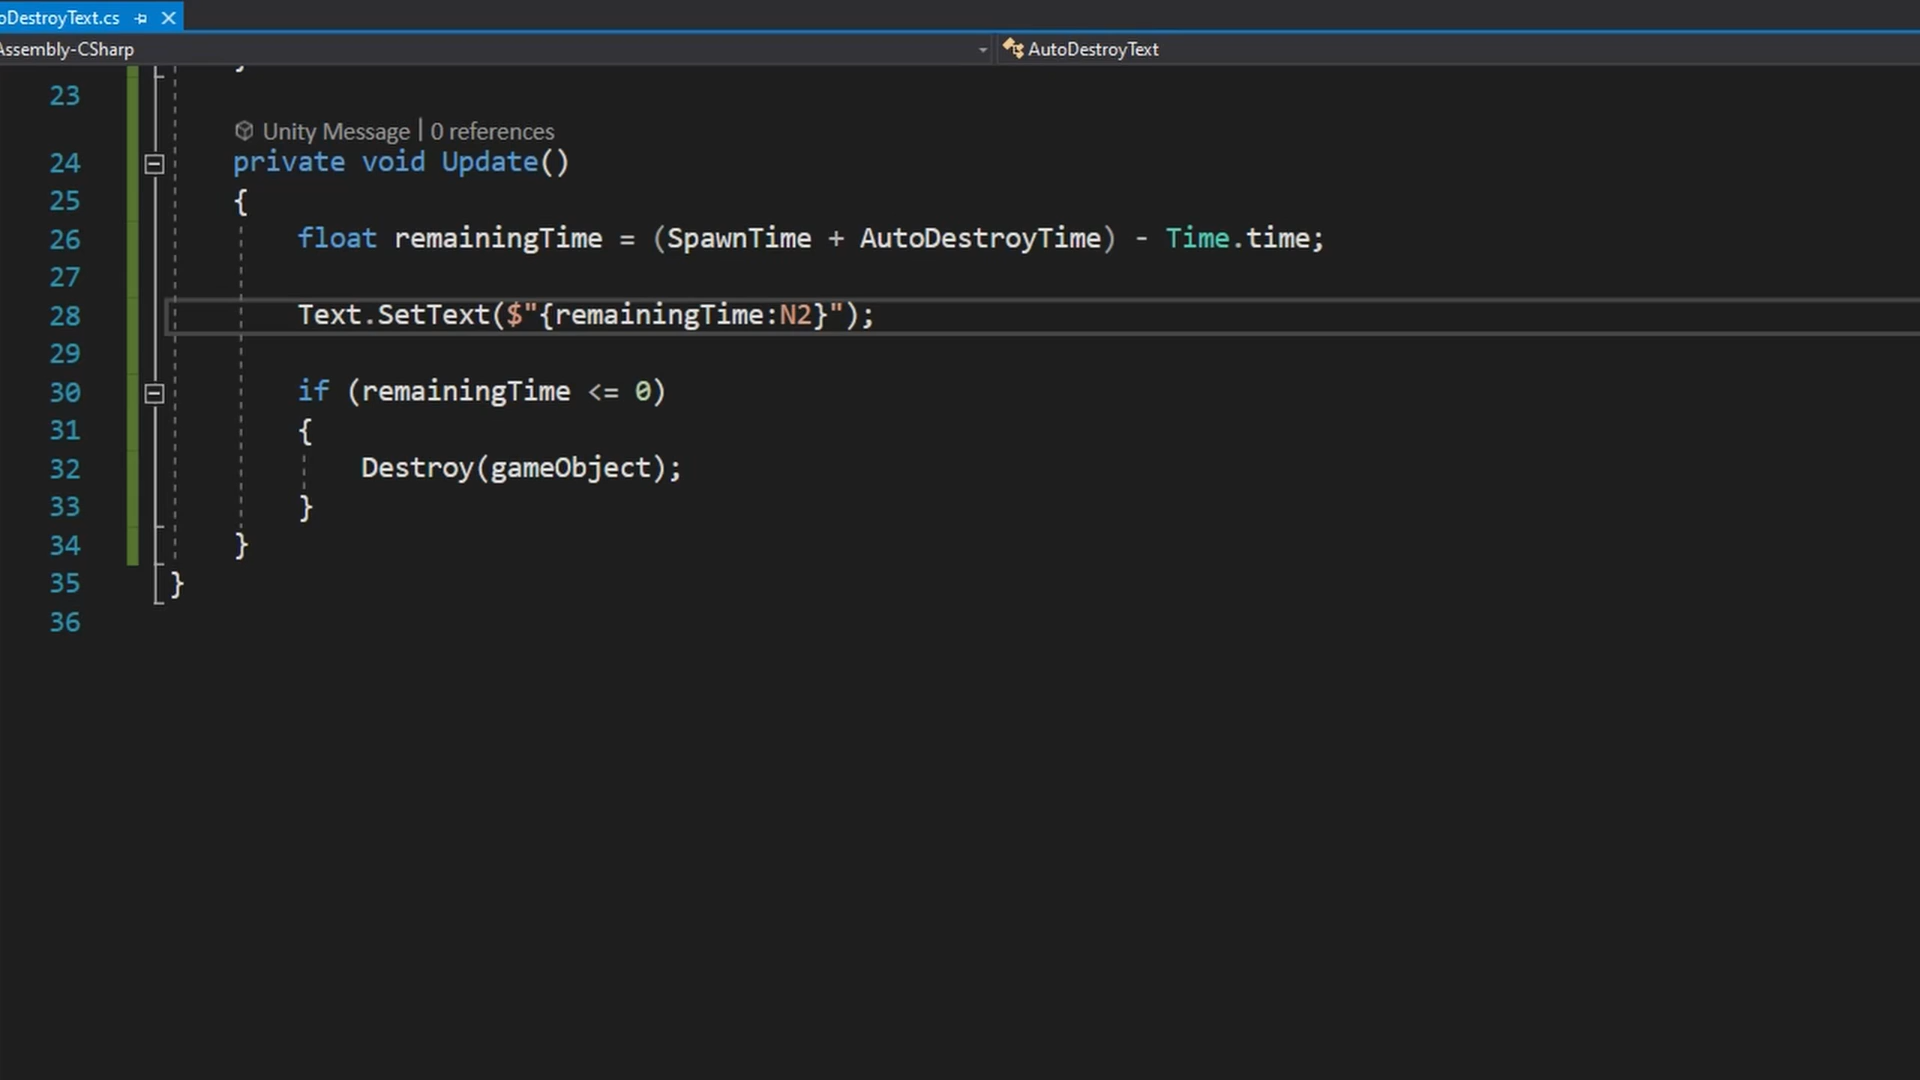 oDestroyText.cs
Assembly-CSharp
AutoDestroyText
23
Unity Message | 0 references
24 private void Update()
25 {
26 float remainingTime = (SpawnTime + AutoDestroyTime) - Time.time;
27
28 Text.SetText($"{remainingTime:N2}");
29
30 if (remainingTime <= 0)
31 {
32 Destroy(gameObject);
33 }
34 }
35 }
36